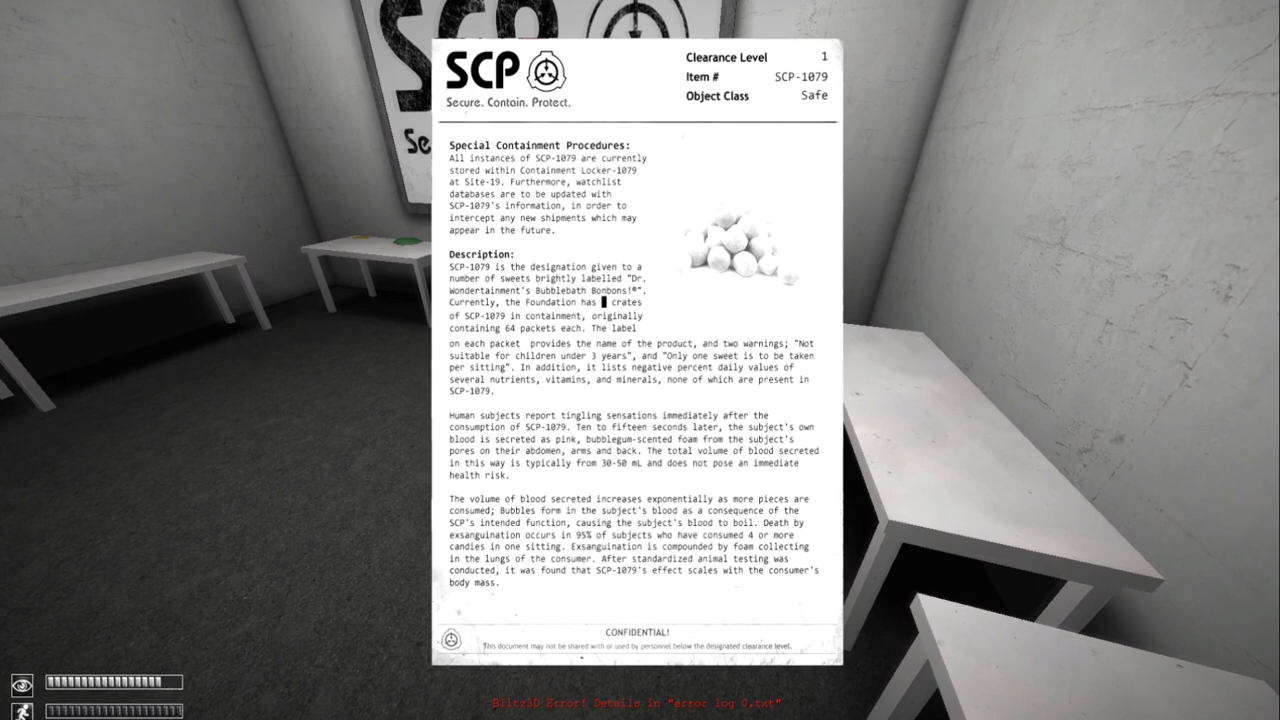 SCP
Se
SCP
Secure. Contain. Protect.
Clearance Level 1
Item # SCP-1079
Object Class Safe
Special Containment Procedures:
All instances of SCP-1079 are currently
stored within Containment Locker-1079
at Site-19. Furthermore, watchlist
databases are to be updated with
SCP-1079's information, in order to
intercept any new shipments which may
appear in the future.
Description:
SCP-1079 is the designation given to a
number of sweets brightly labelled "Dr.
Wondertainment's Bubblebath Bonbons!®".
Currently, the Foundation has █ crates
of SCP-1079 in containment, originally
containing 64 packets each. The label
on each packet provides the name of the product, and two warnings; "Not
suitable for children under 3 years", and "Only one sweet is to be taken
per sitting". In addition, it lists negative percent daily values of
several nutrients, vitamins, and minerals, none of which are present in
SCP-1079.
Human subjects report tingling sensations immediately after the
consumption of SCP-1079. Ten to fifteen seconds later, the subject's own
blood is secreted as pink, bubblegum-scented foam from the subject's
pores on their abdomen, arms and back. The total volume of blood secreted
in this way is typically from 30-50 mL and does not pose an immediate
health risk.
The volume of blood secreted increases exponentially as more pieces are
consumed; Bubbles form in the subject's blood as a consequence of the
SCP's intended function, causing the subject's blood to boil. Death by
exsanguination occurs in 95% of subjects who have consumed 4 or more
candies in one sitting. Exsanguination is compounded by foam collecting
in the lungs of the consumer. After standardized animal testing was
conducted, it was found that SCP-1079's effect scales with the consumer's
body mass.
CONFIDENTIAL!
This document may not be shared with or used by personnel below the designated clearance level.
Blitz3D Error! Details in "error_log_0.txt"